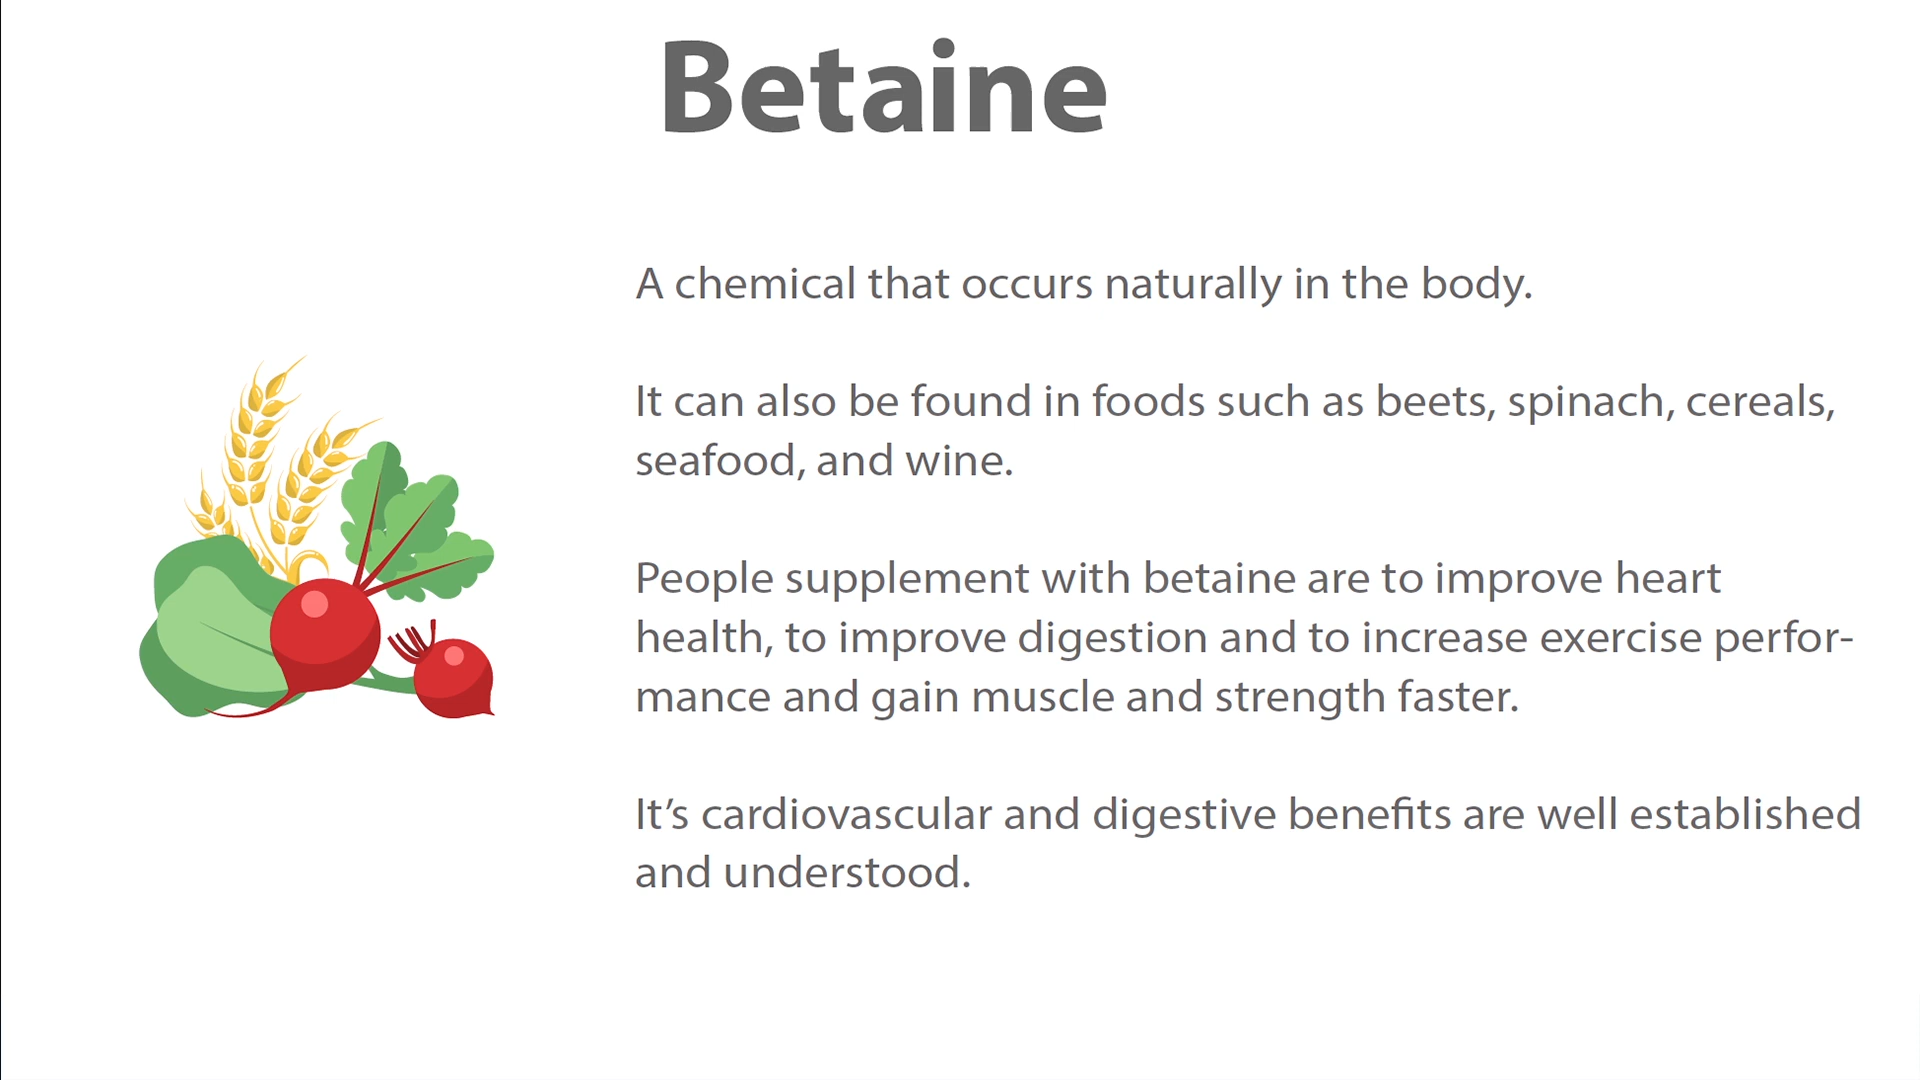 Betaine
A chemical that occurs naturally in the body.
It can also be found in foods such as beets, spinach, cereals,
seafood, and wine.
People supplement with betaine are to improve heart
health, to improve digestion and to increase exercise perfor-
mance and gain muscle and strength faster.
It’s cardiovascular and digestive benefits are well established
and understood.